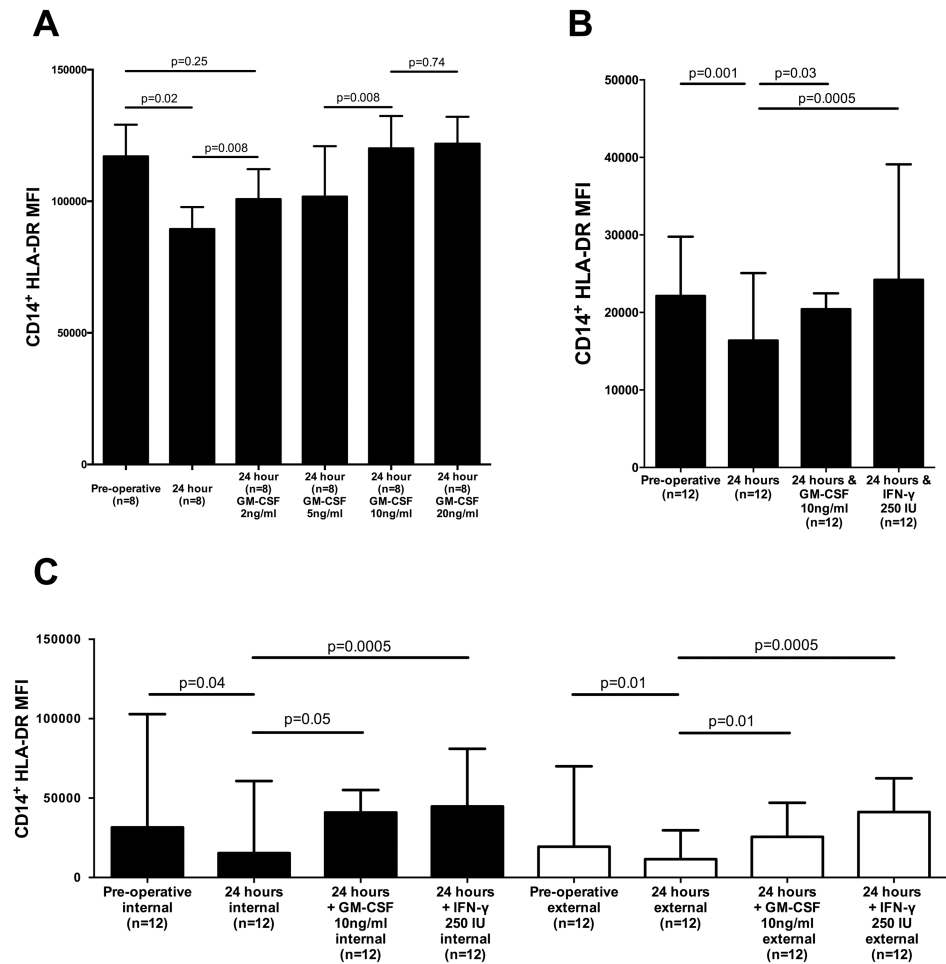 A
CD14+ HLA-DR MFI
150000
100000
50000
0
p=0.25
p=0.02
p=0.008
p=0.008
p=0.74
Pre-operative
(n=8)
24 hour
(n=8)
24 hour
(n=8)
GM-CSF
2ng/ml
24 hour
(n=8)
GM-CSF
5ng/ml
24 hour
(n=8)
GM-CSF
10ng/ml
24 hour
(n=8)
GM-CSF
20ng/ml
B
CD14+ HLA-DR MFI
50000
40000
30000
20000
10000
0
p=0.001
p=0.03
p=0.0005
Pre-operative
(n=12)
24 hours
(n=12)
24 hours &
GM-CSF
10ng/ml
(n=12)
24 hours &
IFN-γ
250 IU
(n=12)
C
CD14+ HLA-DR MFI
150000
100000
50000
0
p=0.04
p=0.0005
p=0.05
p=0.01
p=0.0005
p=0.01
Pre-operative
internal
(n=12)
24 hours
internal
(n=12)
24 hours
+ GM-CSF
10ng/ml
internal
(n=12)
24 hours
+ IFN-γ
250 IU
internal
(n=12)
Pre-operative
external
(n=12)
24 hours
external
(n=12)
24 hours
+ GM-CSF
10ng/ml
external
(n=12)
24 hours
+ IFN-γ
250 IU
external
(n=12)